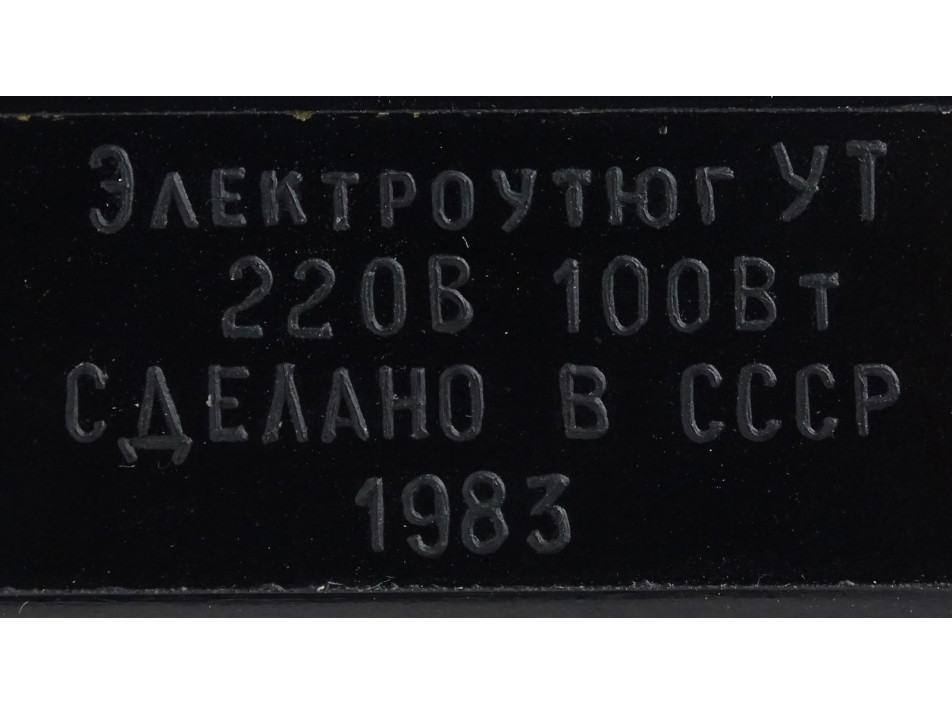 Электроутюг УТ
220В 100Вт
СДЕЛАНО В СССР
1983